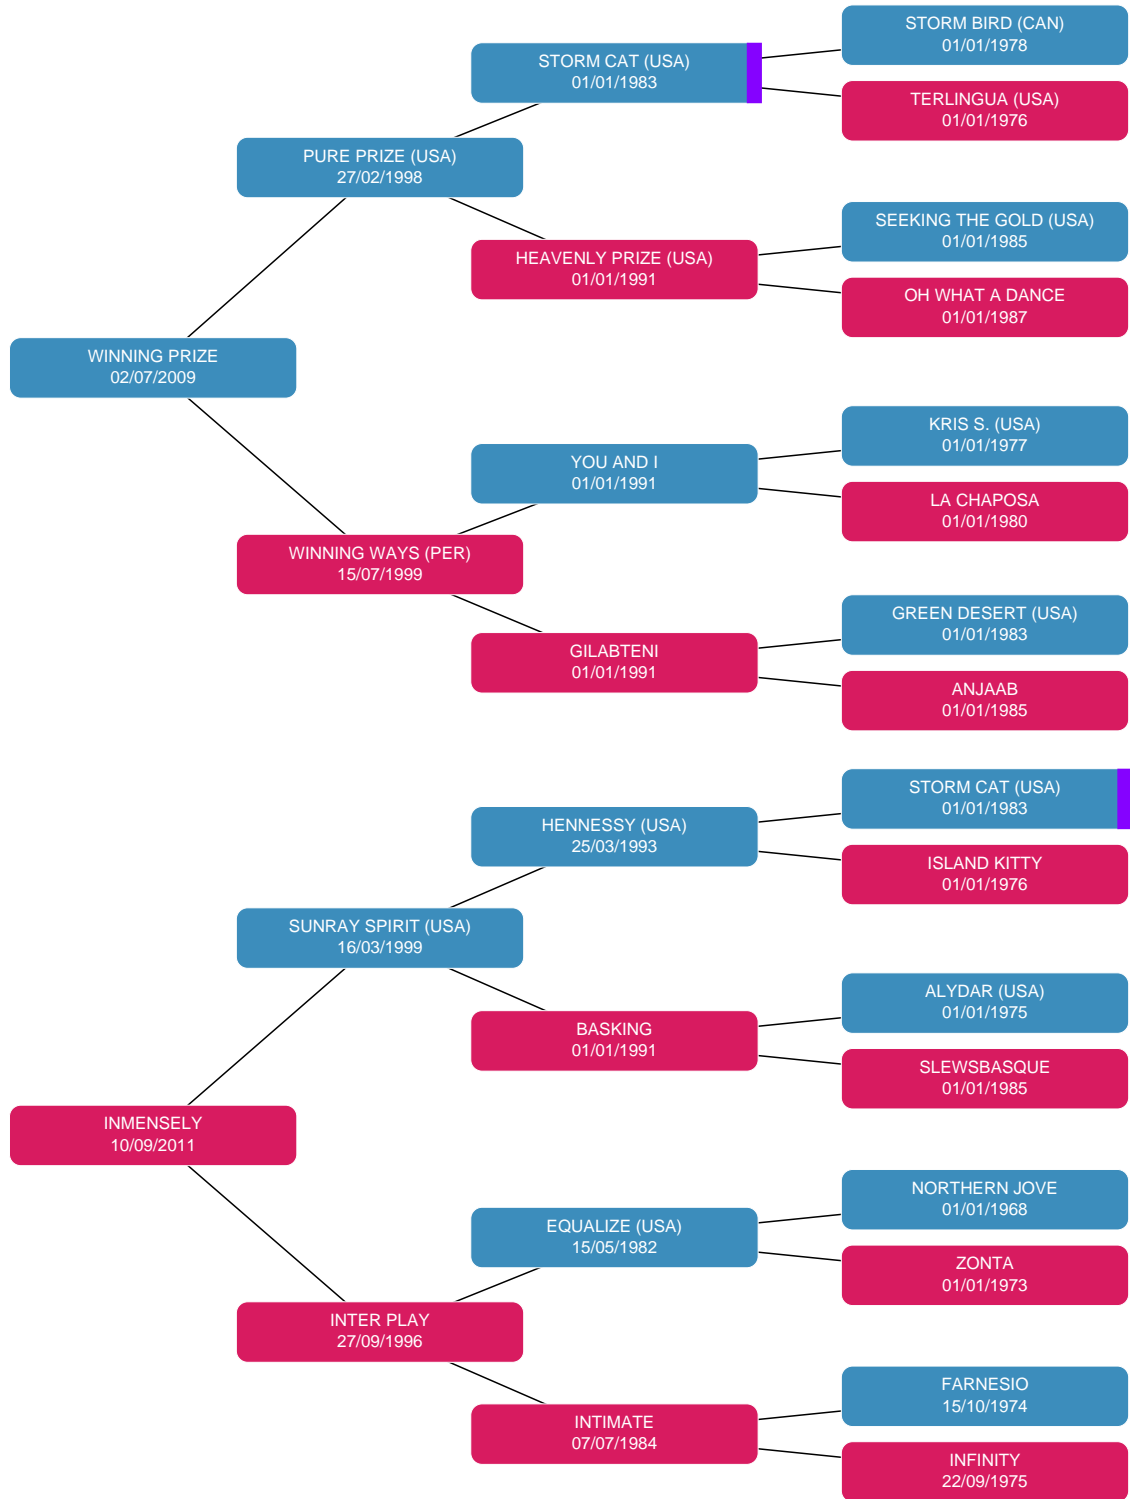 STORM BIRD (CAN)
01/01/1978
STORM CAT (USA)
01/01/1983
TERLINGUA (USA)
01/01/1976
PURE PRIZE (USA)
27/02/1998
SEEKING THE GOLD (USA)
01/01/1985
HEAVENLY PRIZE (USA)
01/01/1991
OH WHAT A DANCE
01/01/1987
WINNING PRIZE
02/07/2009
KRIS S. (USA)
01/01/1977
YOU AND I
01/01/1991
LA CHAPOSA
01/01/1980
WINNING WAYS (PER)
15/07/1999
GREEN DESERT (USA)
01/01/1983
GILABTENI
01/01/1991
ANJAAB
01/01/1985
STORM CAT (USA)
01/01/1983
HENNESSY (USA)
25/03/1993
ISLAND KITTY
01/01/1976
SUNRAY SPIRIT (USA)
16/03/1999
ALYDAR (USA)
01/01/1975
BASKING
01/01/1991
SLEWSBASQUE
01/01/1985
INMENSELY
10/09/2011
NORTHERN JOVE
01/01/1968
EQUALIZE (USA)
15/05/1982
ZONTA
01/01/1973
INTER PLAY
27/09/1996
FARNESIO
15/10/1974
INTIMATE
07/07/1984
INFINITY
22/09/1975